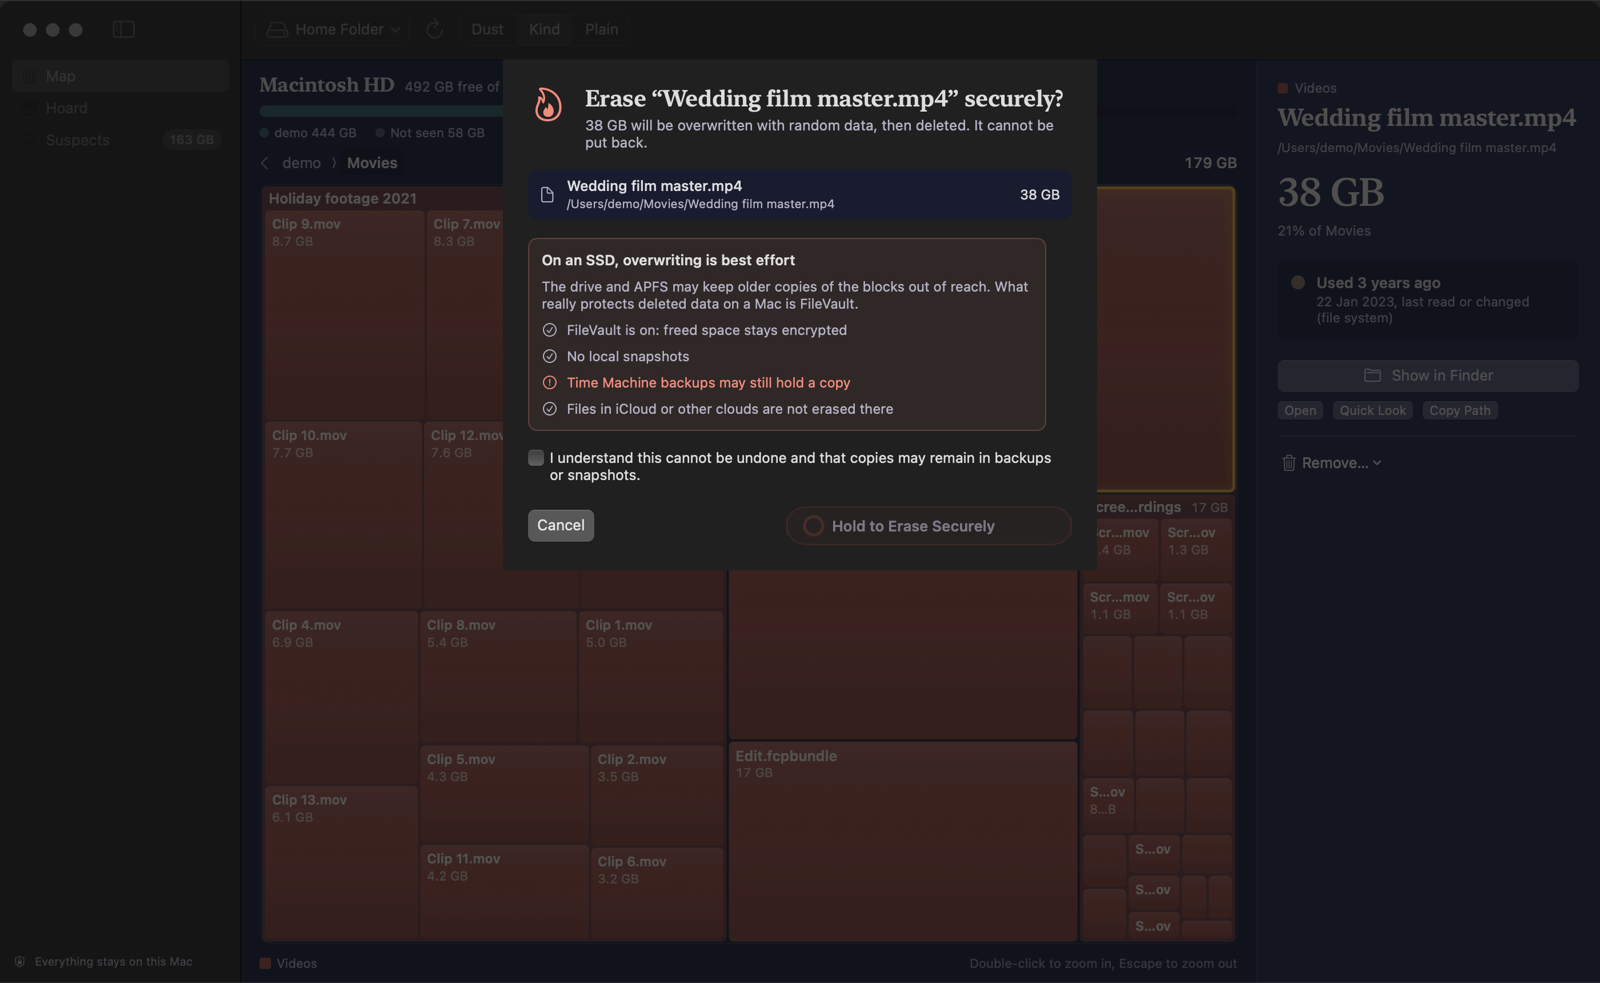 Home Folder
Dust
Kind
Plain
Map
Hoard
Suspects
163 GB
Macintosh HD
492 GB free of
demo 444 GB
Not seen 58 GB
demo
Movies
179 GB
Holiday footage 2021
Clip 9.mov
8.7 GB
Clip 7.mov
8.3 GB
Clip 10.mov
7.7 GB
Clip 12.mov
7.6 GB
Clip 4.mov
6.9 GB
Clip 8.mov
5.4 GB
Clip 1.mov
5.0 GB
Clip 5.mov
4.3 GB
Clip 2.mov
3.5 GB
Clip 13.mov
6.1 GB
Clip 11.mov
4.2 GB
Clip 6.mov
3.2 GB
Edit.fcpbundle
17 GB
cree...rdings
17 GB
cr...mov
.4 GB
Scr...ov
1.3 GB
Scr...mov
1.1 GB
Scr...ov
1.1 GB
S...ov
8...B
S...ov
S...ov
S...ov
Erase “Wedding film master.mp4” securely?
38 GB will be overwritten with random data, then deleted. It cannot be
put back.
Wedding film master.mp4
/Users/demo/Movies/Wedding film master.mp4
38 GB
On an SSD, overwriting is best effort
The drive and APFS may keep older copies of the blocks out of reach. What
really protects deleted data on a Mac is FileVault.
FileVault is on: freed space stays encrypted
No local snapshots
Time Machine backups may still hold a copy
Files in iCloud or other clouds are not erased there
I understand this cannot be undone and that copies may remain in backups
or snapshots.
Cancel
Hold to Erase Securely
Videos
Wedding film master.mp4
/Users/demo/Movies/Wedding film master.mp4
38 GB
21% of Movies
Used 3 years ago
22 Jan 2023, last read or changed
(file system)
Show in Finder
Open
Quick Look
Copy Path
Remove...
Everything stays on this Mac
Videos
Double-click to zoom in, Escape to zoom out